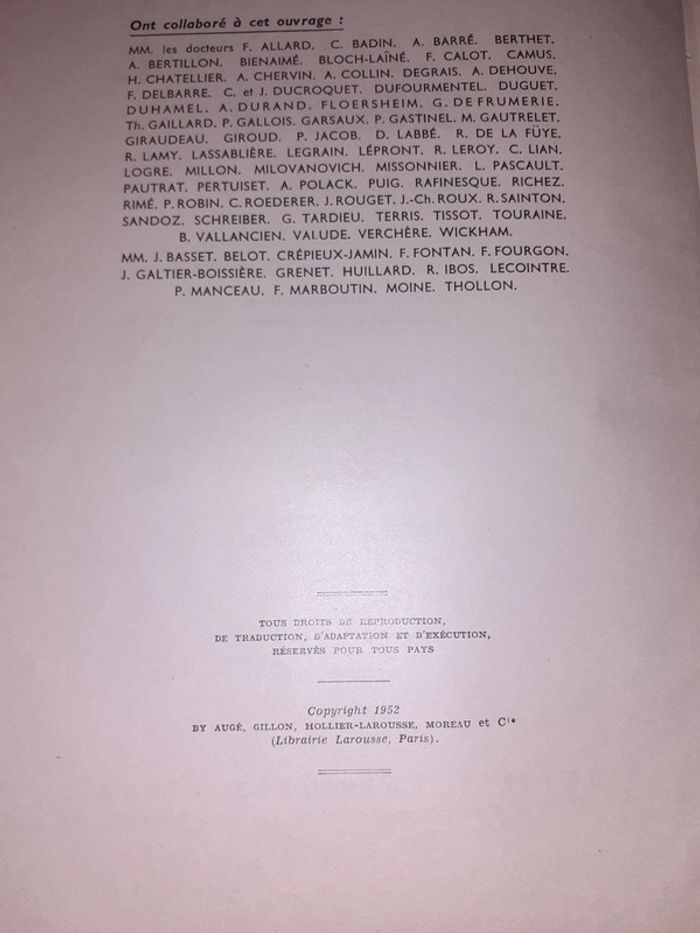 Ont collaboré à cet ouvrage :
MM. les docteurs F. ALLARD. C. BADIN. A. BARRÉ. BERTHET.
A. BERTILLON. BIENAIMÉ. BLOCH-LAÎNÉ. F. CALOT. CAMUS.
H. CHATELLIER. A. CHERVIN. A. COLLIN. DEGRAIS. A. DEHOUVE.
F. DELBARRE. C. et J. DUCROQUET. DUFOURMENTEL. DUGUET.
DUHAMEL. A. DURAND. FLOERSHEIM. G. DE FRUMERIE.
Th. GAILLARD. P. GALLOIS. GARSAUX. P. GASTINEL. M. GAUTRELET.
GIRAUDEAU. GIROUD. P. JACOB. D. LABBÉ. R. DE LA FÜYE.
R. LAMY. LASSABLIÈRE. LEGRAIN. LÉPRONT. R. LEROY. C. LIAN.
LOGRE. MILLON. MILOVANOVICH. MISSONNIER. L. PASCAULT.
PAUTRAT. PERTUISET. A. POLACK. PUIG. RAFINESQUE. RICHEZ.
RIMÉ. P. ROBIN. C. ROEDERER. J. ROUGET. J.-Ch. ROUX. R. SAINTON.
SANDOZ. SCHREIBER. G. TARDIEU. TERRIS. TISSOT. TOURAINE.
B. VALLANCIEN. VALUDE. VERCHÈRE. WICKHAM.
MM. J. BASSET. BELOT. CRÉPIEUX-JAMIN. F. FONTAN. F. FOURGON.
J. GALTIER-BOISSIÈRE. GRENET. HUILLARD. R. IBOS. LECOINTRE.
P. MANCEAU. F. MARBOUTIN. MOINE. THOLLON.
TOUS DROITS DE REPRODUCTION,
DE TRADUCTION, D'ADAPTATION ET D'EXÉCUTION,
RÉSERVÉS POUR TOUS PAYS
Copyright 1952
BY AUGÉ, GILLON, HOLLIER-LAROUSSE, MOREAU et Cie
(Librairie Larousse, Paris).